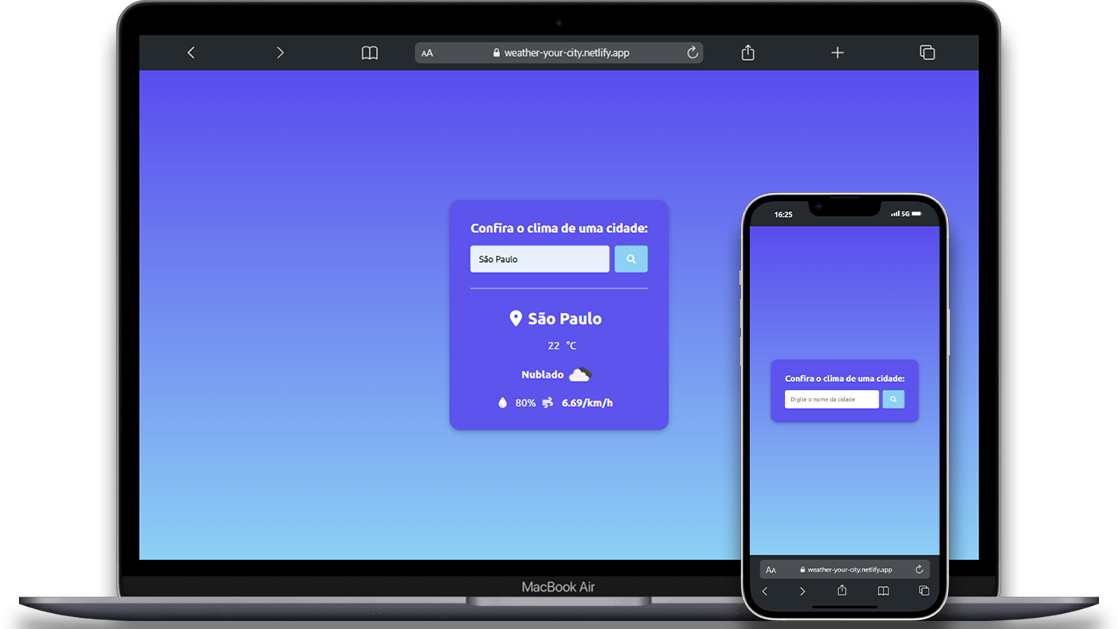 AA weather-your-city.netlify.app
Confira o clima de uma cidade:
São Paulo
São Paulo
22 °C
Nublado
80% 6.69/km/h
MacBook Air
16:25 5G
Confira o clima de uma cidade:
Digite o nome da cidade
AA weather-your-city.netlify.app